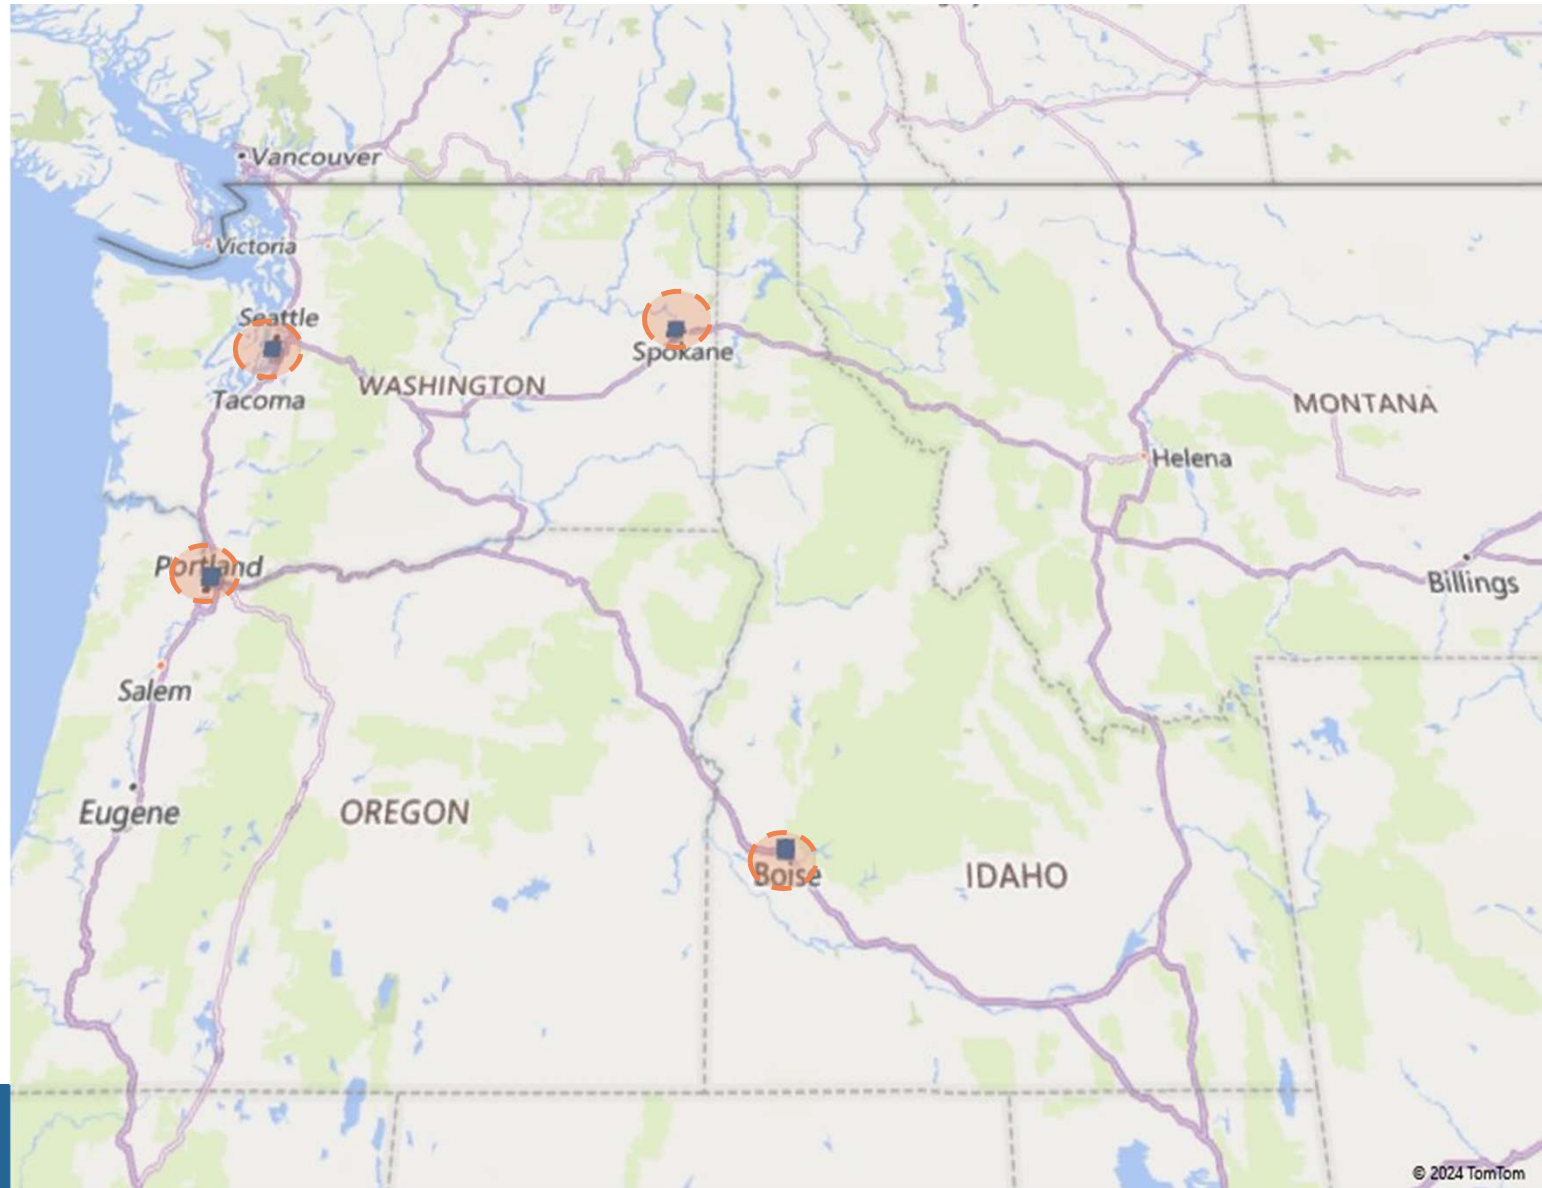 Vancouver
Victoria
Seattle
Spokane
WASHINGTON
Tacoma
MONTANA
Helena
Portland
Billings
Salem
Eugene
OREGON
Boise
IDAHO
© 2024 TomTom